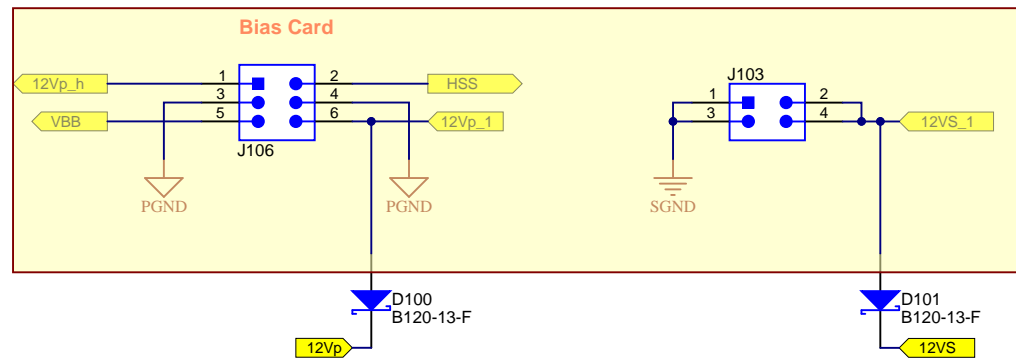 Bias Card
J103
12Vp_h
1
2
HSS
3
4
1
2
VBB
5
6
12Vp_1
3
4
12VS_1
J106
PGND
PGND
SGND
D100
B120-13-F
D101
B120-13-F
12Vp
12VS